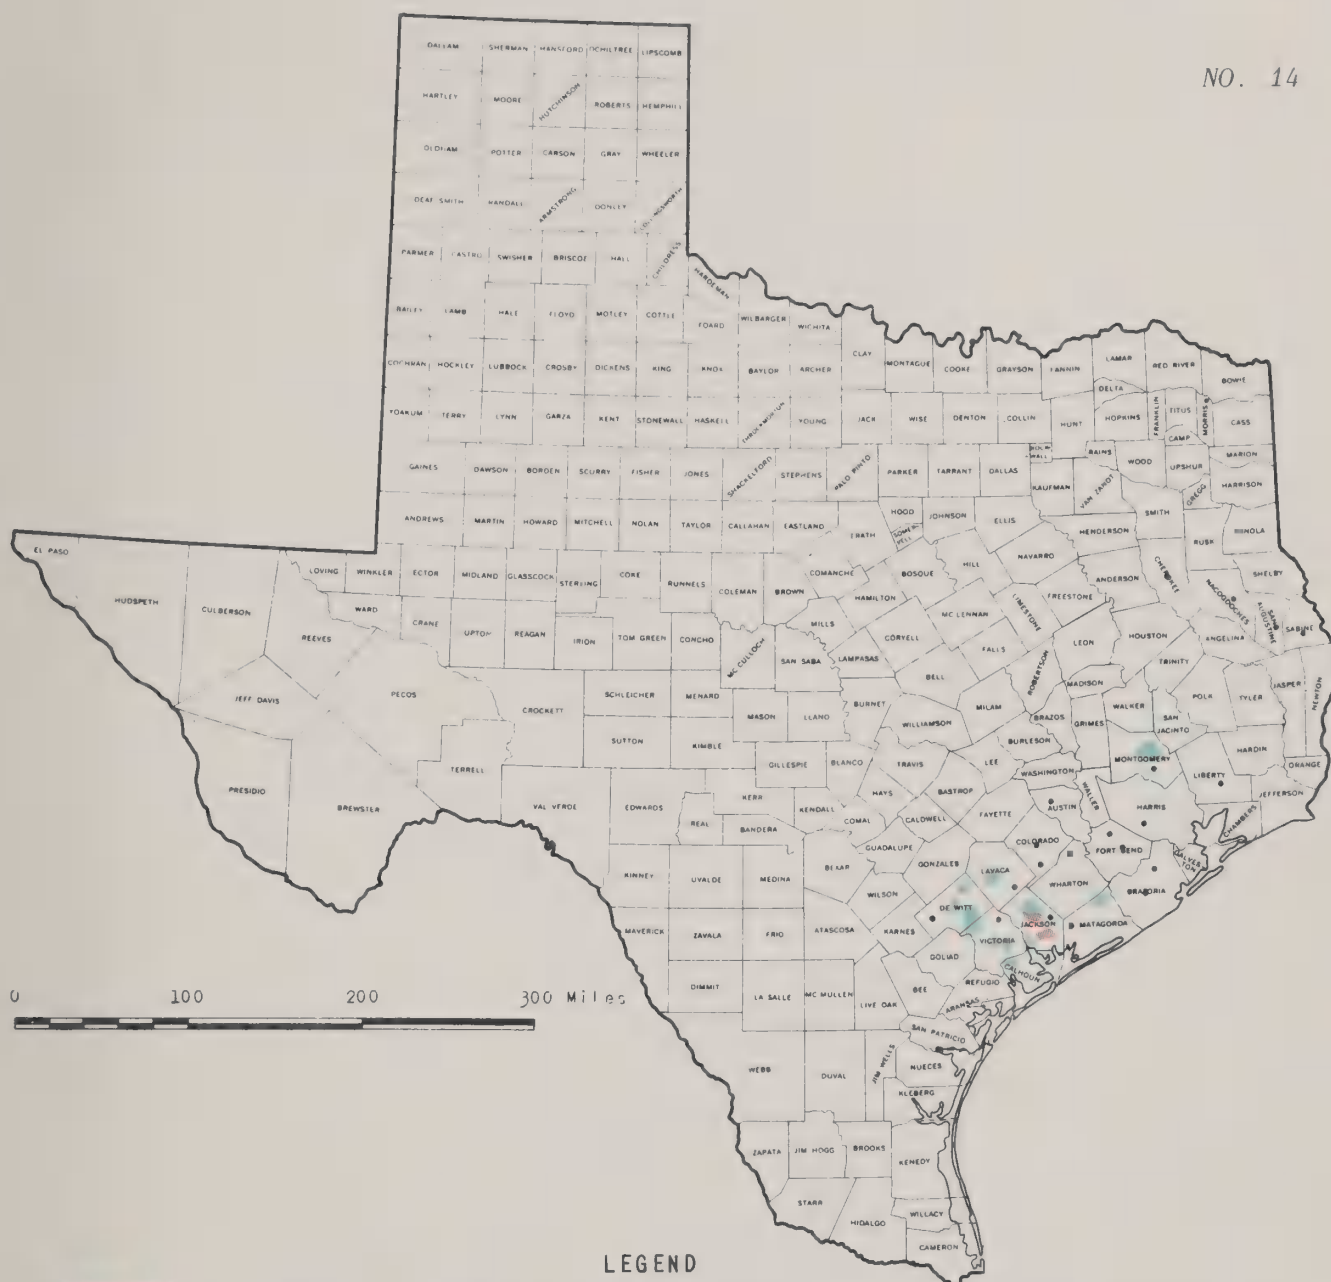 NO. 14
DALLAM SHERMAN HANSFORD OCHILTREE LIPSCOMB
HARTLEY MOORE HUTCHINSON ROBERTS HEMPHILL
OLDHAM POTTER CARSON GRAY WHEELER
DEAF SMITH RANDALL ARMSTRONG DONLEY COLLINGSWORTH
PARMER CASTRO SWISHER BRISCOE HALL CHILDRESS
HARDEMAN
BAILEY LAMB HALE FLOYD MOTLEY COTTLE FOARD WILBARGER WICHITA
COCHRAN HOCKLEY LUBBOCK CROSBY DICKENS KING KNOX BAYLOR ARCHER CLAY MONTAGUE COOKE GRAYSON FANNIN LAMAR RED RIVER BOWIE
DELTA
YOAKUM TERRY LYNN GARZA KENT STONEWALL HASKELL THROCKMORTON YOUNG JACK WISE DENTON COLLIN HUNT HOPKINS FRANKLIN TITUS MORRIS CASS
CAMP
GAINES DAWSON BORDEN SCURRY FISHER JONES SHACKELFORD STEPHENS PALO PINTO PARKER TARRANT DALLAS ROCK WALL RAINS WOOD UPSHUR MARION
KAUFMAN VAN ZANDT GREGG HARRISON
ANDREWS MARTIN HOWARD MITCHELL NOLAN TAYLOR CALLAHAN EASTLAND ERATH HOOD SOMER VELL JOHNSON ELLIS HENDERSON SMITH RUSK PANOLA
EL PASO HUDSPETH CULBERSON LOVING WINKLER ECTOR MIDLAND GLASSCOCK STERLING COKE RUNNELS COLEMAN BROWN COMANCHE BOSQUE HILL NAVARRO ANDERSON CHEROKEE NACOGDOCHES SHELBY
WARD CRANE UPTON REAGAN IRION TOM GREEN CONCHO MC CULLOCH SAN SABA MILLS HAMILTON CORYELL MC LENNAN LIMESTONE FREESTONE LEON HOUSTON ANGELINA SAN AUGUSTINE SABINE
REEVES LAMPASAS BELL FALLS ROBERTSON MADISON TRINITY
JEFF DAVIS PECOS CROCKETT SCHLEICHER MENARD MASON LLANO BURNET WILLIAMSON MILAM BRAZOS GRIMES WALKER SAN JACINTO POLK TYLER JASPER NEWTON
SUTTON KIMBLE GILLESPIE BLANCO TRAVIS LEE BURLESON WASHINGTON MONTGOMERY LIBERTY HARDIN ORANGE
PRESIDIO BREWSTER TERRELL VAL VERDE EDWARDS KERR REAL BANDERA KENDALL COMAL HAYS CALDWELL BASTROP FAYETTE AUSTIN WALLER HARRIS CHAMBERS JEFFERSON
KINNEY UVALDE MEDINA BEXAR GUADALUPE GONZALES LAVACA COLORADO WHARTON FORT BEND GALVES TON BRAZORIA
MAVERICK ZAVALA FRIO ATASCOSA WILSON KARNES DE WITT VICTORIA JACKSON MATAGORDA
DIMMIT LA SALLE MC MULLEN LIVE OAK BEE GOLIAD REFUGIO CALHOUN
ARANSAS
SAN PATRICIO
0 100 200 300 Miles
WEBB DUVAL JIM WELLS NUECES
KLEBERG
ZAPATA JIM HOGG BROOKS KENEDY
STARR HIDALGO WILLACY
CAMERON
LEGEND